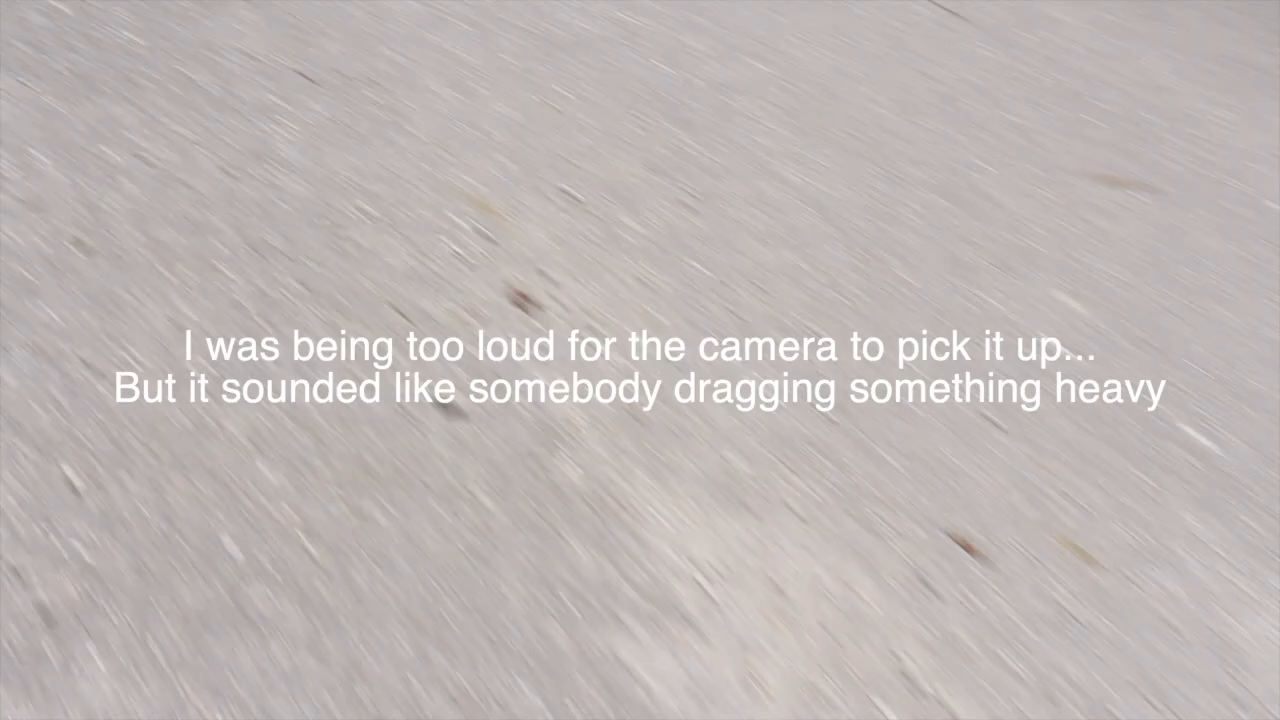 I was being too loud for the camera to pick it up...
But it sounded like somebody dragging something heavy